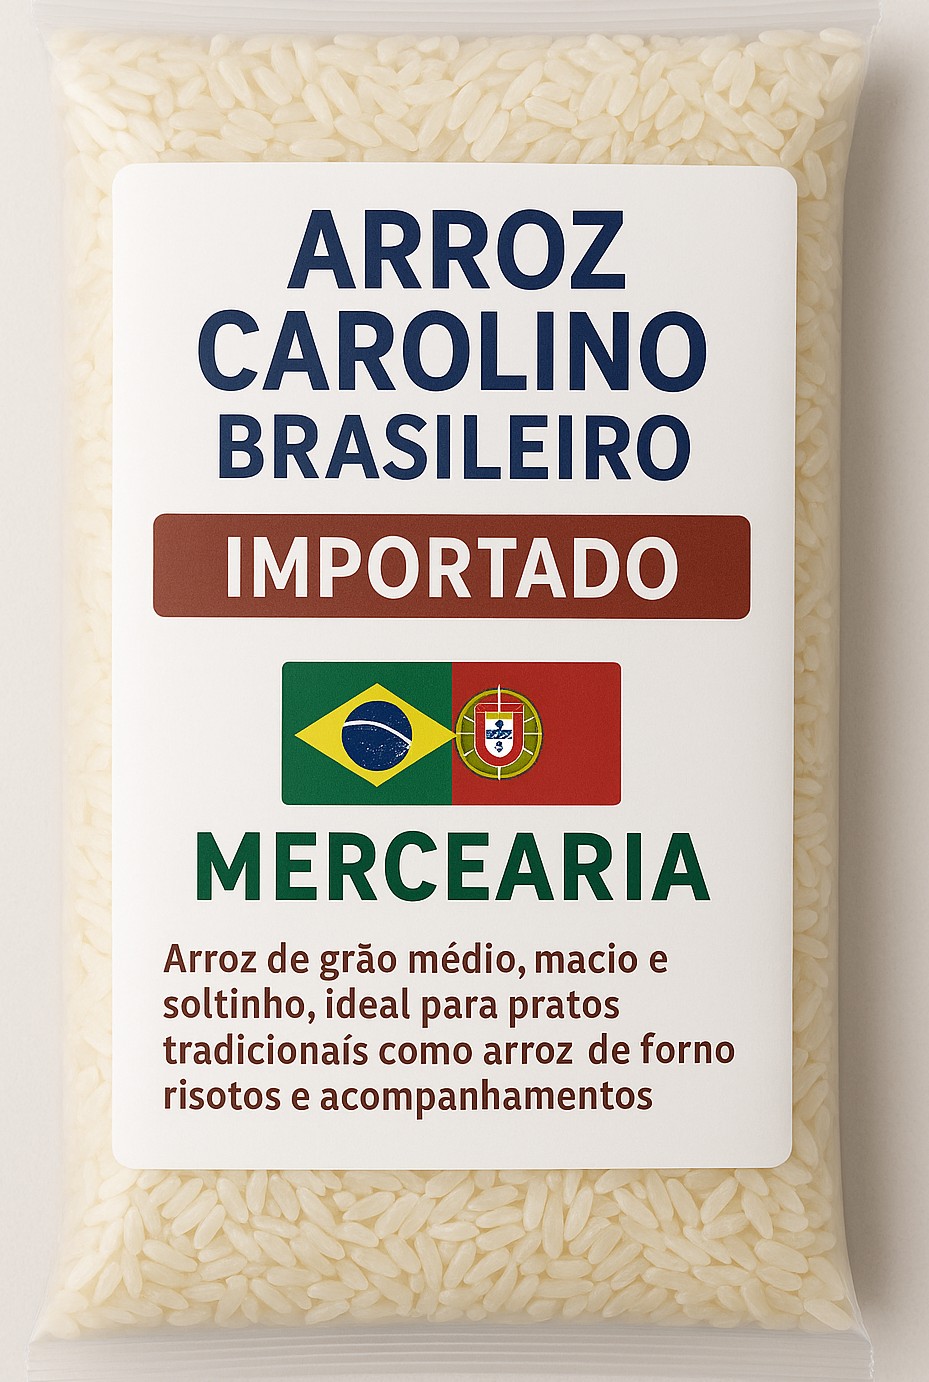 ARROZ
CAROLINO
BRASILEIRO
IMPORTADO
MERCEARIA
Arroz de grão médio, macio e
soltinho, ideal para pratos
tradicionaís como arroz de forno
risotos e acompanhamentos